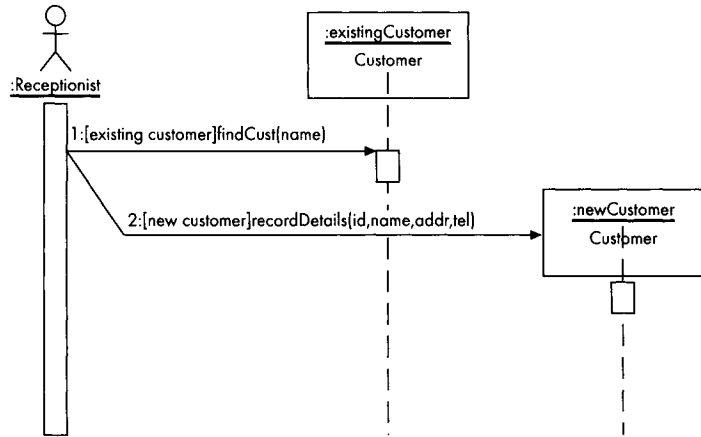 :existingCustomer
Customer
:Receptionist
1:[existing customer]findCust(name)
:newCustomer
2:[new customer]recordDetails(id,name,addr,tel)
Customer